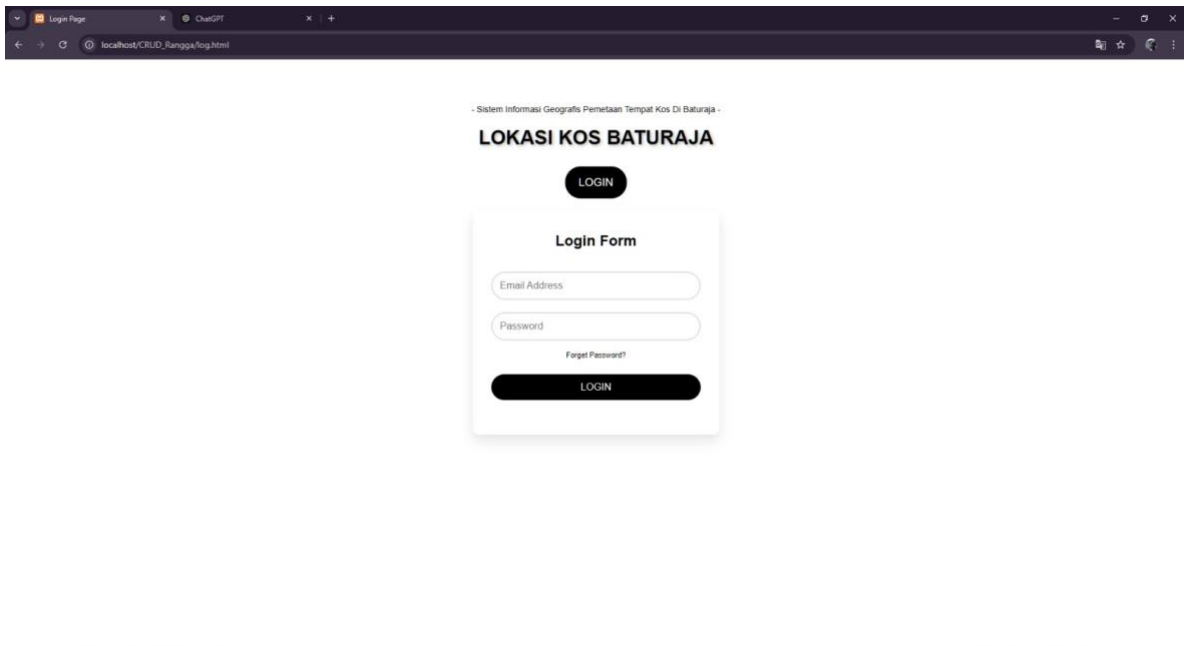 Login Page
ChatGPT
localhost/CRUD_Rangga/log.html
- Sistem Informasi Geografis Pemetaan Tempat Kos Di Baturaja -
LOKASI KOS BATURAJA
LOGIN
Login Form
Email Address
Password
Forget Password?
LOGIN